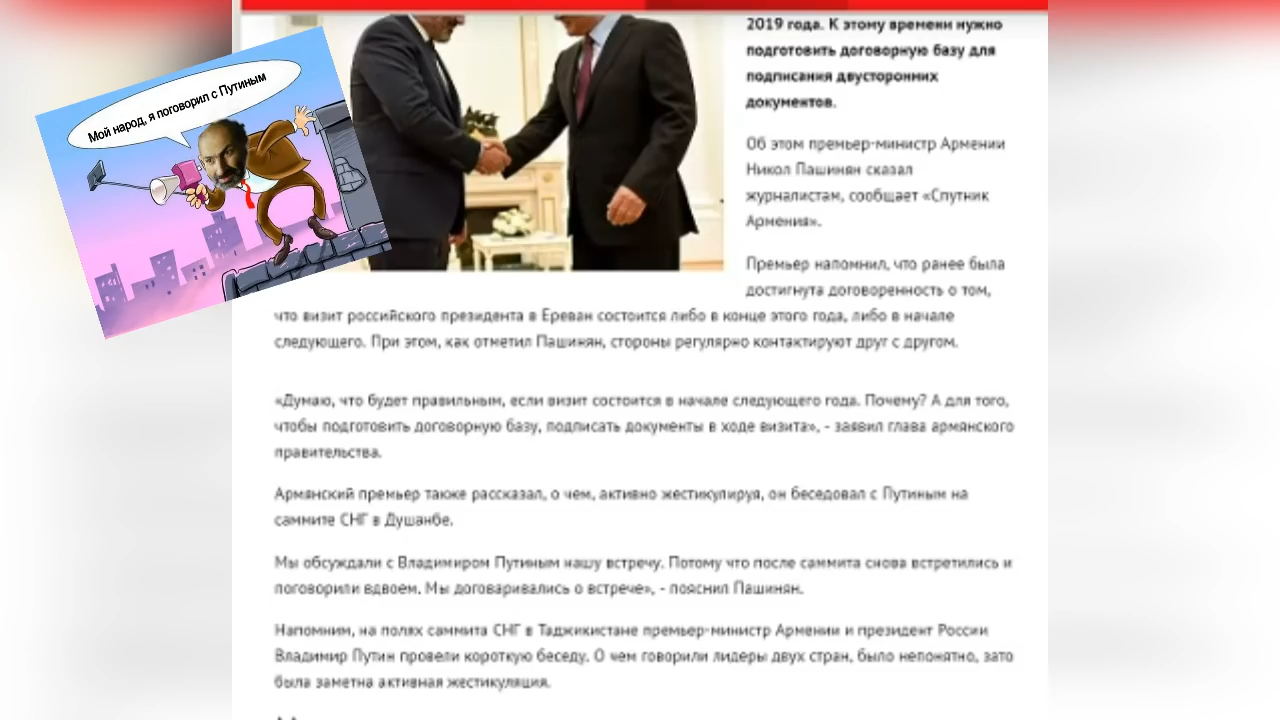 Мой народ, я поговорил с Путиным
2019 года. К этому времени нужно
подготовить договорную базу для
подписания двусторонних
документов.
Об этом премьер-министр Армении
Никол Пашинян сказал
журналистам, сообщает «Спутник
Армения».
Премьер напомнил, что ранее была
достигнута договоренность о том,
что визит российского президента в Ереван состоится либо в конце этого года, либо в начале
следующего. При этом, как отметил Пашинян, стороны регулярно контактируют друг с другом.
«Думаю, что будет правильным, если визит состоится в начале следующего года. Почему? А для того,
чтобы подготовить договорную базу, подписать документы в ходе визита», - заявил глава армянского
правительства.
Армянский премьер также рассказал, о чем, активно жестикулируя, он беседовал с Путиным на
саммите СНГ в Душанбе.
Мы обсуждали с Владимиром Путиным нашу встречу. Потому что после саммита снова встретились и
поговорили вдвоем. Мы договаривались о встрече», - пояснил Пашинян.
Напомним, на полях саммита СНГ в Таджикистане премьер-министр Армении и президент России
Владимир Путин провели короткую беседу. О чем говорили лидеры двух стран, было непонятно, зато
была заметна активная жестикуляция.